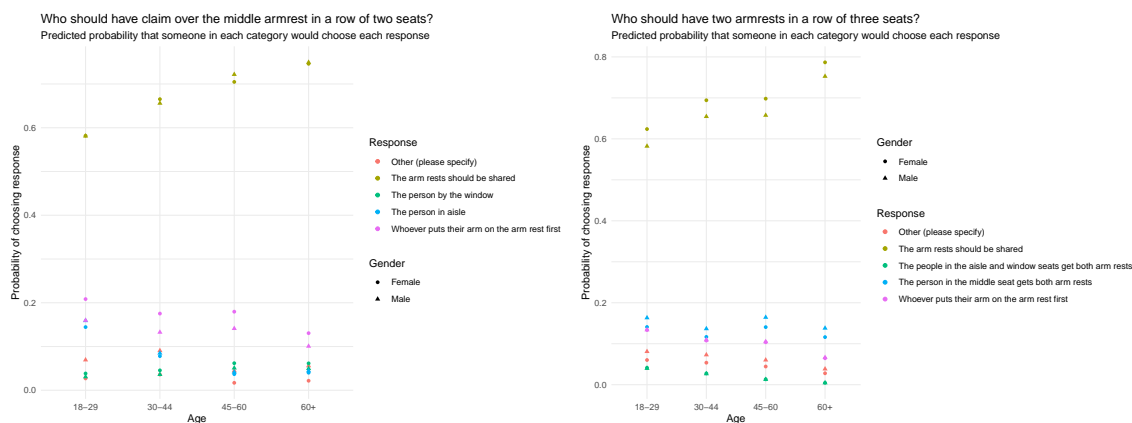 Who should have claim over the middle armrest in a row of two seats?
Predicted probability that someone in each category would choose each response
Probability of choosing response
0.6
0.4
0.2
0.0
18–29
30–44
45–60
60+
Age
Response
Other (please specify)
The arm rests should be shared
The person by the window
The person in aisle
Whoever puts their arm on the arm rest first
Gender
Female
Male
Who should have two armrests in a row of three seats?
Predicted probability that someone in each category would choose each response
Probability of choosing response
0.8
0.6
0.4
0.2
0.0
18–29
30–44
45–60
60+
Age
Gender
Female
Male
Response
Other (please specify)
The arm rests should be shared
The people in the aisle and window seats get both arm rests
The person in the middle seat gets both arm rests
Whoever puts their arm on the arm rest first